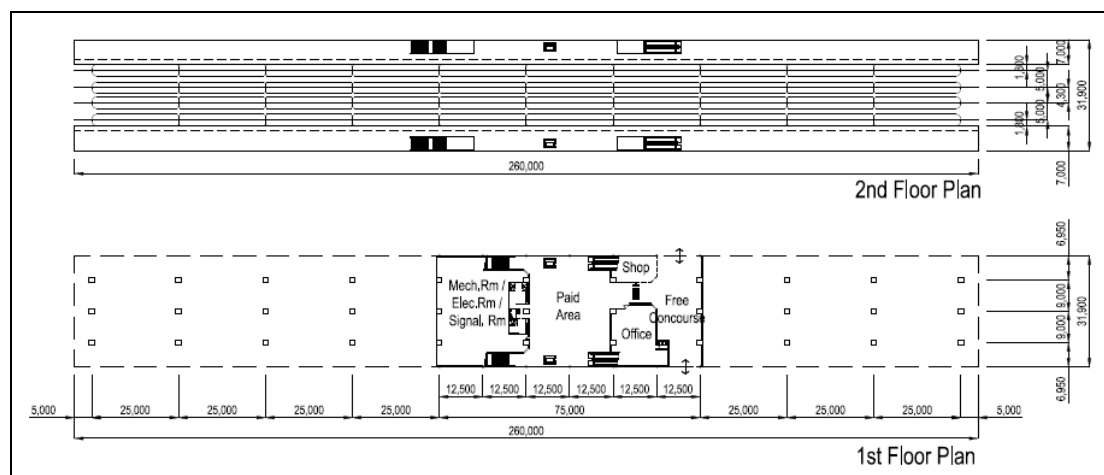 7,000
1,800
5,000
4,300
5,000
1,800
31,900
7,000
260,000
2nd Floor Plan
6,950
9,000
9,000
6,950
31,900
Mech,Rm /
Elec.Rm /
Signal. Rm
Paid
Area
Shop
Free
Concourse
Office
12,500 12,500 12,500 12,500 12,500 12,500
5,000 25,000 25,000 25,000 25,000 75,000 25,000 25,000 25,000 5,000
260,000
1st Floor Plan